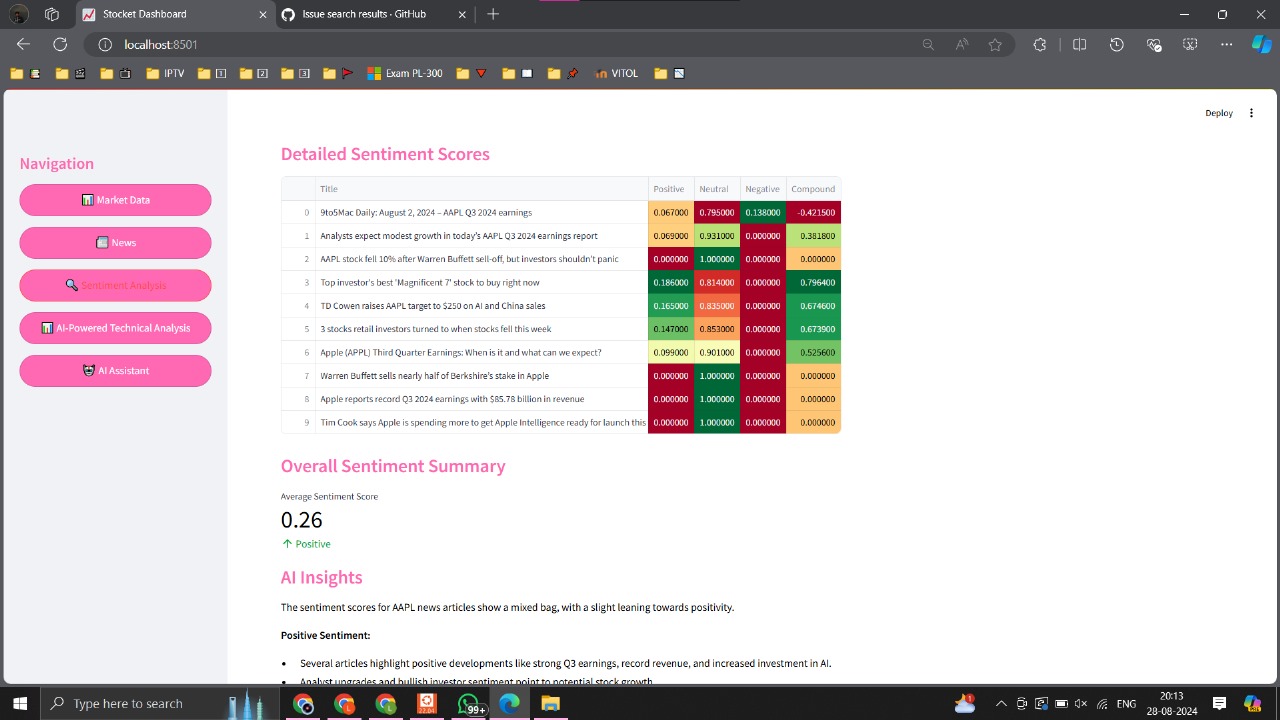 Stocket Dashboard
Issue search results · GitHub
localhost:8501
IPTV
1
2
3
Exam PL-300
in VITOL
Deploy
Navigation
Market Data
News
Sentiment Analysis
AI-Powered Technical Analysis
AI Assistant
Detailed Sentiment Scores
Title Positive Neutral Negative Compound
0 9to5Mac Daily: August 2, 2024 – AAPL Q3 2024 earnings 0.067000 0.795000 0.138000 -0.421500
1 Analysts expect modest growth in today's AAPL Q3 2024 earnings report 0.069000 0.931000 0.000000 0.381800
2 AAPL stock fell 10% after Warren Buffett sell-off, but investors shouldn't panic 0.000000 1.000000 0.000000 0.000000
3 Top investor's best 'Magnificent 7' stock to buy right now 0.186000 0.814000 0.000000 0.796400
4 TD Cowen raises AAPL target to $250 on AI and China sales 0.165000 0.835000 0.000000 0.674600
5 3 stocks retail investors turned to when stocks fell this week 0.147000 0.853000 0.000000 0.673900
6 Apple (APPL) Third Quarter Earnings: When is it and what can we expect? 0.099000 0.901000 0.000000 0.525600
7 Warren Buffett sells nearly half of Berkshire's stake in Apple 0.000000 1.000000 0.000000 0.000000
8 Apple reports record Q3 2024 earnings with $85.78 billion in revenue 0.000000 1.000000 0.000000 0.000000
9 Tim Cook says Apple is spending more to get Apple Intelligence ready for launch this 0.000000 1.000000 0.000000 0.000000
Overall Sentiment Summary
Average Sentiment Score
0.26
Positive
AI Insights
The sentiment scores for AAPL news articles show a mixed bag, with a slight leaning towards positivity.
Positive Sentiment:
• Several articles highlight positive developments like strong Q3 earnings, record revenue, and increased investment in AI.
• Analyst upgrades and bullish investor sentiment point to potential stock growth.
Type here to search
22.04
99+
1
ENG
20:13
28-08-2024